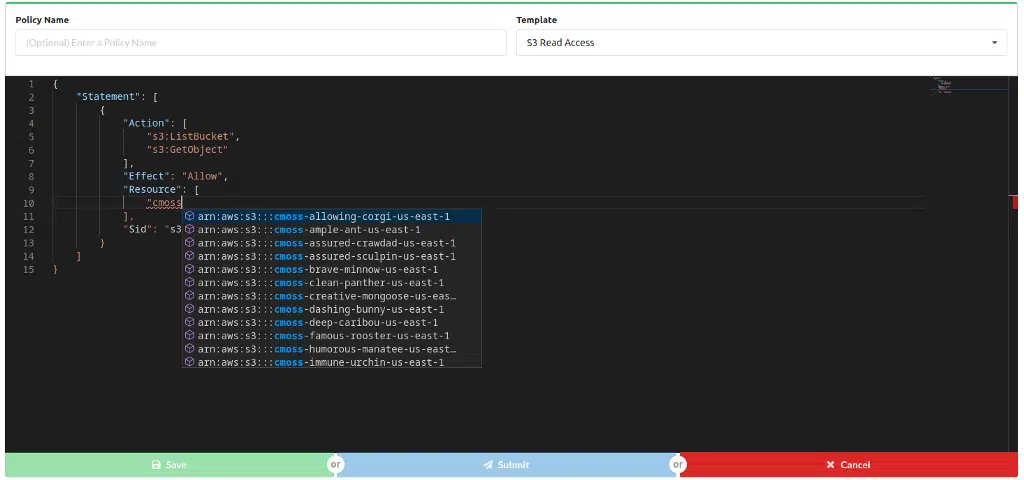 Policy Name
Template
(Optional) Enter a Policy Name
S3 Read Access
1 {
2 "Statement": [
3 {
4 "Action": [
5 "s3:ListBucket",
6 "s3:GetObject"
7 ],
8 "Effect": "Allow",
9 "Resource": [
10 "cmoss
11 ],
12 "Sid": "s3
13 }
14 ]
15 }
arn:aws:s3:::cmoss-allowing-corgi-us-east-1
arn:aws:s3:::cmoss-ample-ant-us-east-1
arn:aws:s3:::cmoss-assured-crawdad-us-east-1
arn:aws:s3:::cmoss-assured-sculpin-us-east-1
arn:aws:s3:::cmoss-brave-minnow-us-east-1
arn:aws:s3:::cmoss-clean-panther-us-east-1
arn:aws:s3:::cmoss-creative-mongoose-us-eas…
arn:aws:s3:::cmoss-dashing-bunny-us-east-1
arn:aws:s3:::cmoss-deep-caribou-us-east-1
arn:aws:s3:::cmoss-famous-rooster-us-east-1
arn:aws:s3:::cmoss-humorous-manatee-us-east…
arn:aws:s3:::cmoss-immune-urchin-us-east-1
Save or Submit or Cancel